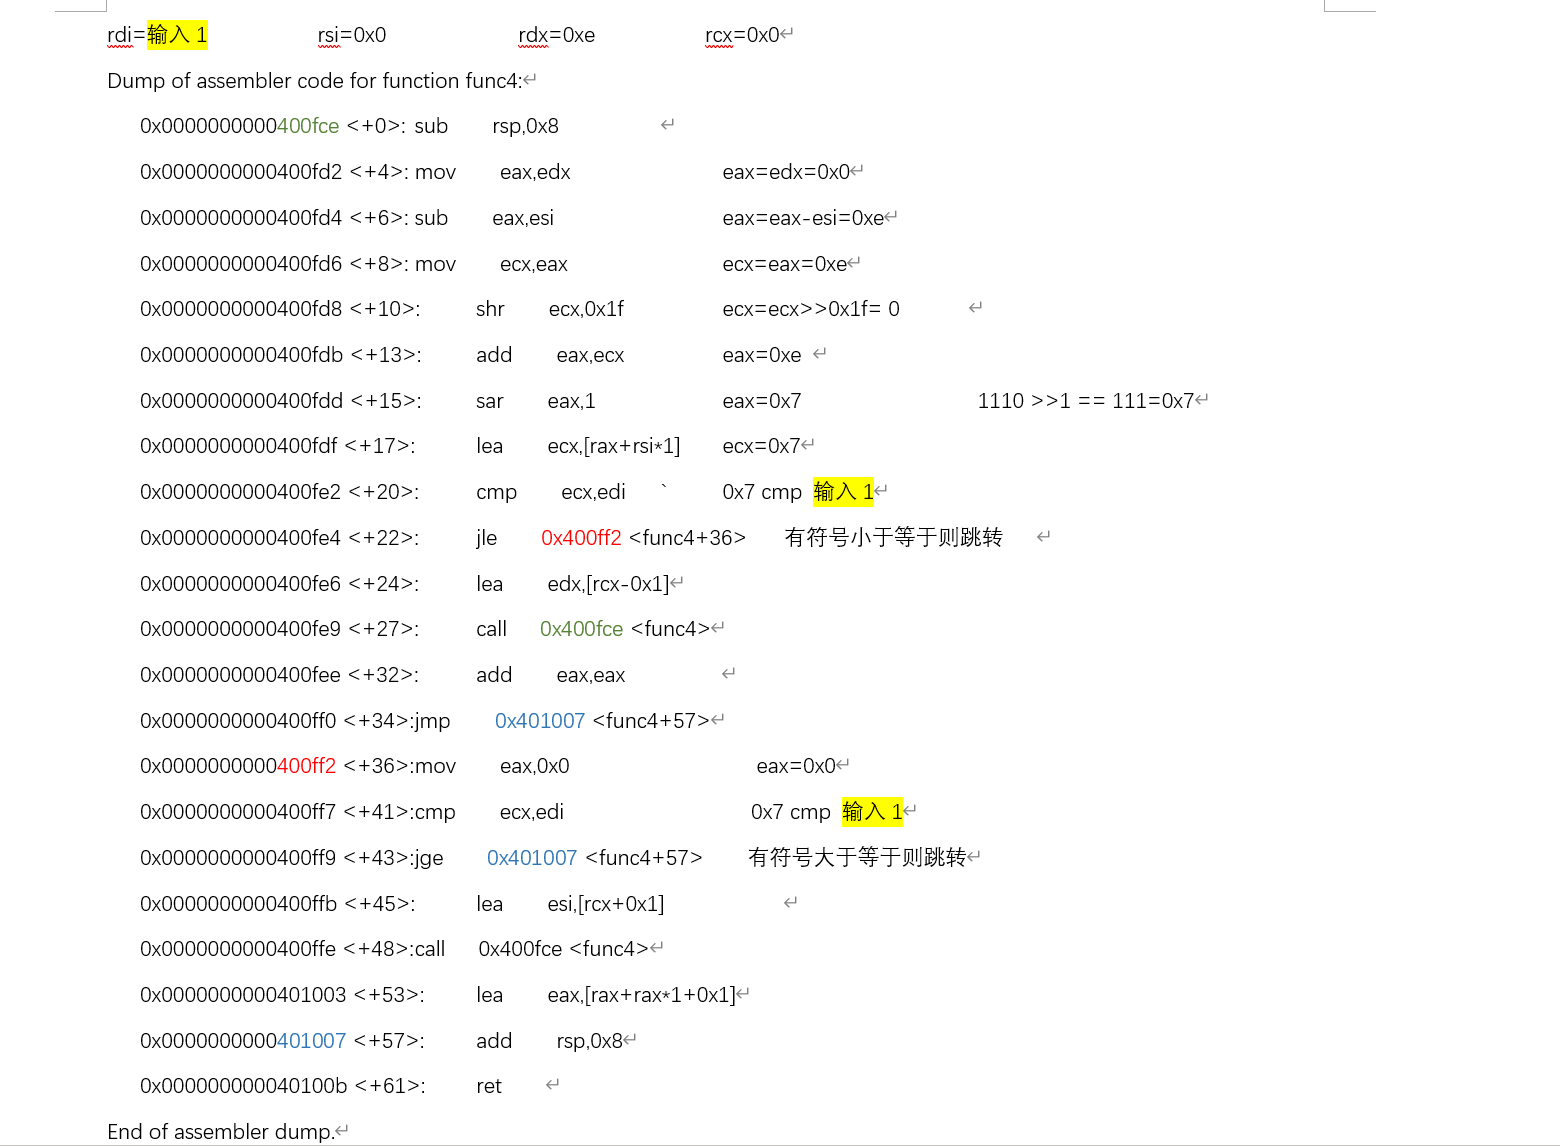 rdi=输入 1 rsi=0x0 rdx=0xe rcx=0x0
Dump of assembler code for function func4:
0x0000000000400fce <+0>: sub rsp,0x8
0x0000000000400fd2 <+4>: mov eax,edx eax=edx=0x0
0x0000000000400fd4 <+6>: sub eax,esi eax=eax-esi=0xe
0x0000000000400fd6 <+8>: mov ecx,eax ecx=eax=0xe
0x0000000000400fd8 <+10>: shr ecx,0x1f ecx=ecx>>0x1f= 0
0x0000000000400fdb <+13>: add eax,ecx eax=0xe
0x0000000000400fdd <+15>: sar eax,1 eax=0x7 1110 >>1 == 111=0x7
0x0000000000400fdf <+17>: lea ecx,[rax+rsi*1] ecx=0x7
0x0000000000400fe2 <+20>: cmp ecx,edi ` 0x7 cmp 输入 1
0x0000000000400fe4 <+22>: jle 0x400ff2 <func4+36> 有符号小于等于则跳转
0x0000000000400fe6 <+24>: lea edx,[rcx-0x1]
0x0000000000400fe9 <+27>: call 0x400fce <func4>
0x0000000000400fee <+32>: add eax,eax
0x0000000000400ff0 <+34>:jmp 0x401007 <func4+57>
0x0000000000400ff2 <+36>:mov eax,0x0 eax=0x0
0x0000000000400ff7 <+41>:cmp ecx,edi 0x7 cmp 输入 1
0x0000000000400ff9 <+43>:jge 0x401007 <func4+57> 有符号大于等于则跳转
0x0000000000400ffb <+45>: lea esi,[rcx+0x1]
0x0000000000400ffe <+48>:call 0x400fce <func4>
0x0000000000401003 <+53>: lea eax,[rax+rax*1+0x1]
0x0000000000401007 <+57>: add rsp,0x8
0x000000000040100b <+61>: ret
End of assembler dump.